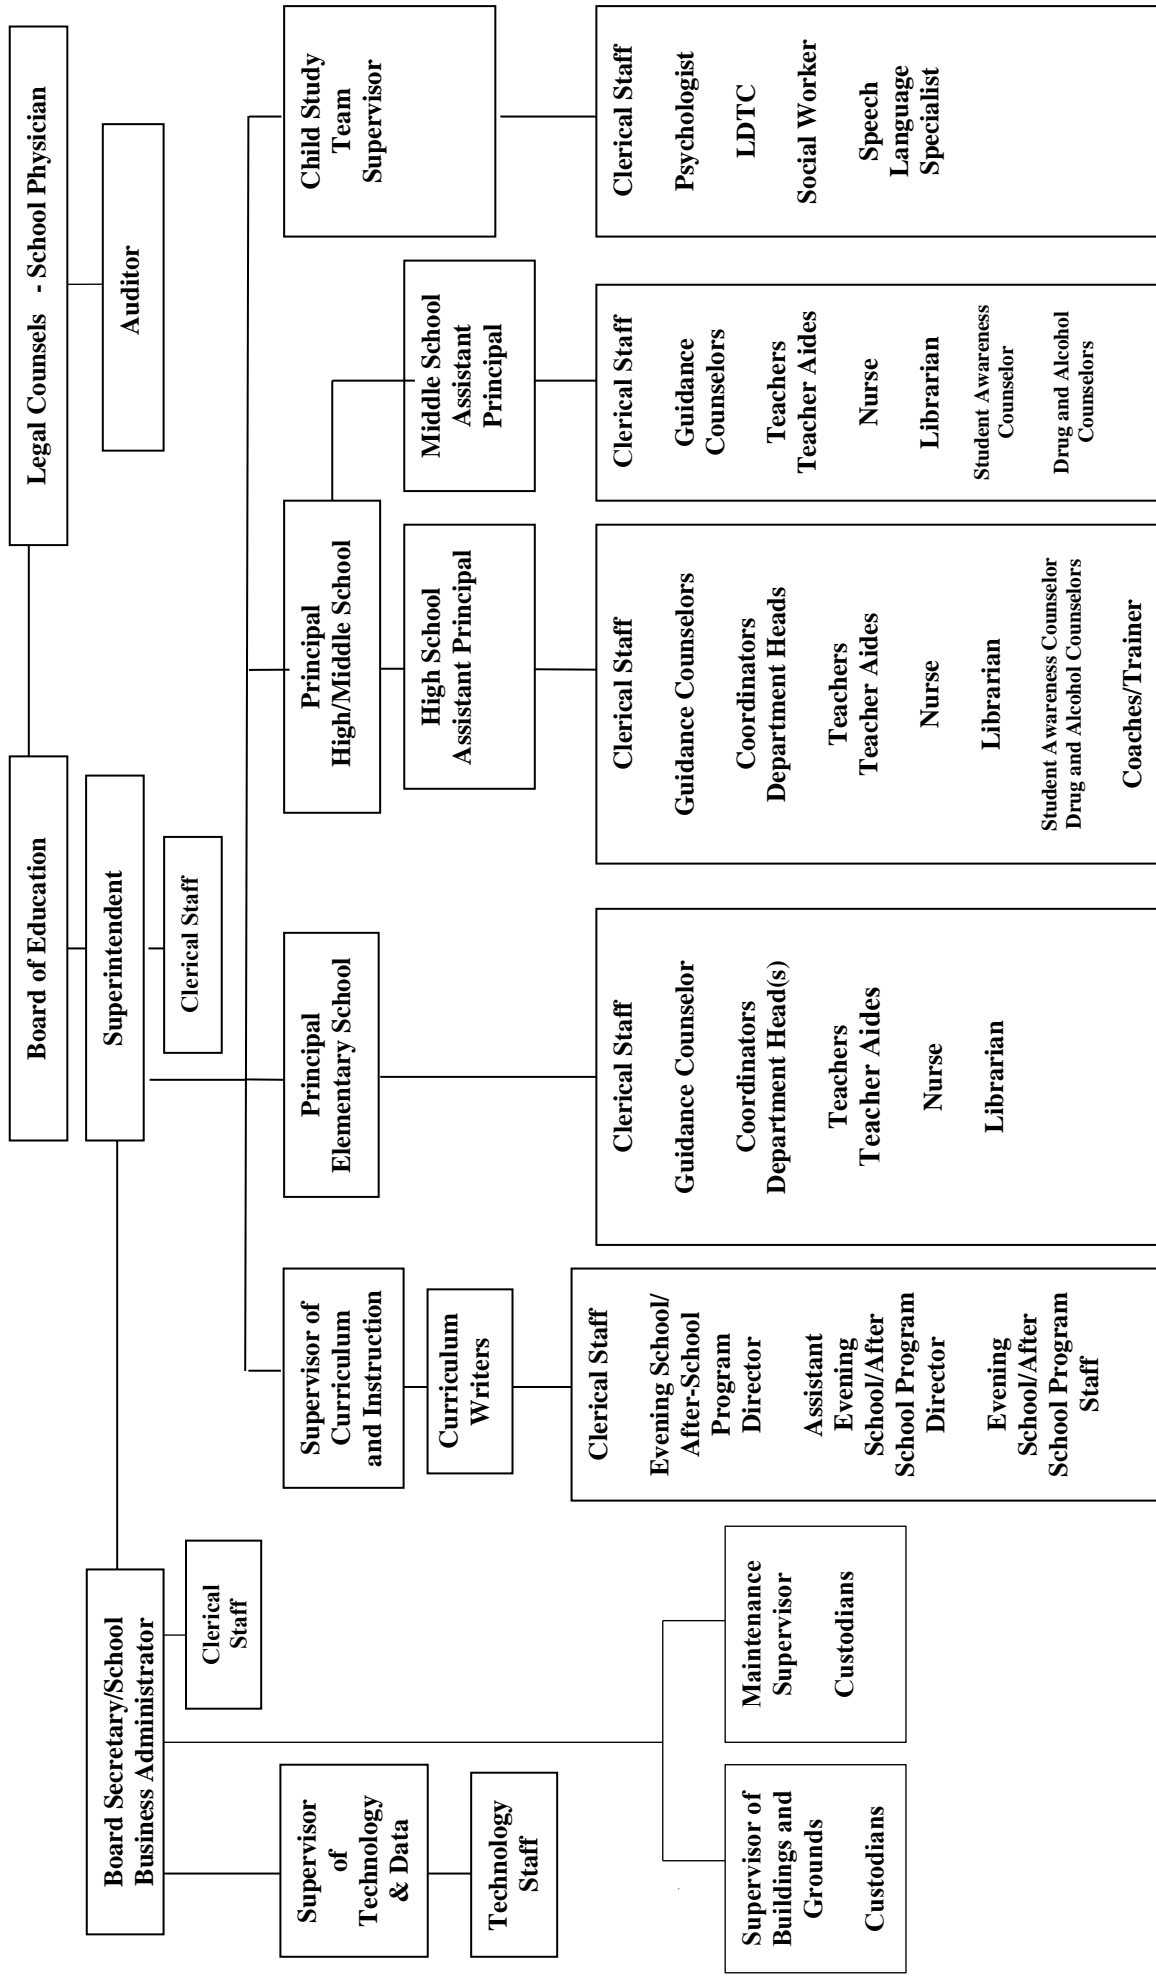 Board of Education
Legal Counsels - School Physician
Auditor
Superintendent
Clerical Staff
Board Secretary/School
Business Administrator
Clerical
Staff
Supervisor
of
Technology
& Data
Technology
Staff
Supervisor of
Buildings and
Grounds
Custodians
Maintenance
Supervisor
Custodians
Supervisor of
Curriculum
and Instruction
Curriculum
Writers
Clerical Staff
Evening School/
After-School
Program
Director
Assistant
Evening
School/After
School Program
Director
Evening
School/After
School Program
Staff
Principal
Elementary School
Clerical Staff
Guidance Counselor
Coordinators
Department Head(s)
Teachers
Teacher Aides
Nurse
Librarian
Principal
High/Middle School
High School
Assistant Principal
Clerical Staff
Guidance Counselors
Coordinators
Department Heads
Teachers
Teacher Aides
Nurse
Librarian
Student Awareness Counselor
Drug and Alcohol Counselors
Coaches/Trainer
Middle School
Assistant
Principal
Clerical Staff
Guidance
Counselors
Teachers
Teacher Aides
Nurse
Librarian
Student Awareness
Counselor
Drug and Alcohol
Counselors
Child Study
Team
Supervisor
Clerical Staff
Psychologist
LDTC
Social Worker
Speech
Language
Specialist